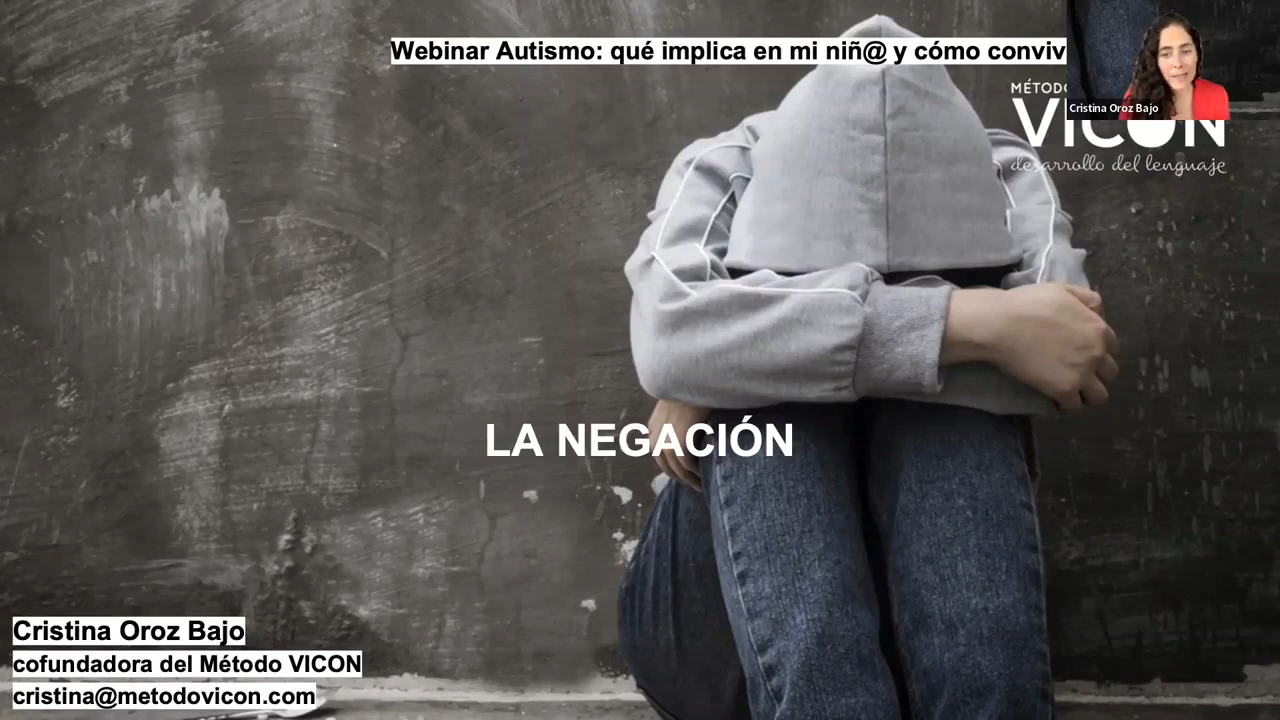 Webinar Autismo: qué implica en mi niñ@ y cómo conviv
Cristina Oroz Bajo
MÉTODO
VICON
desarrollo del lenguaje
LA NEGACIÓN
Cristina Oroz Bajo
cofundadora del Método VICON
cristina@metodovicon.com